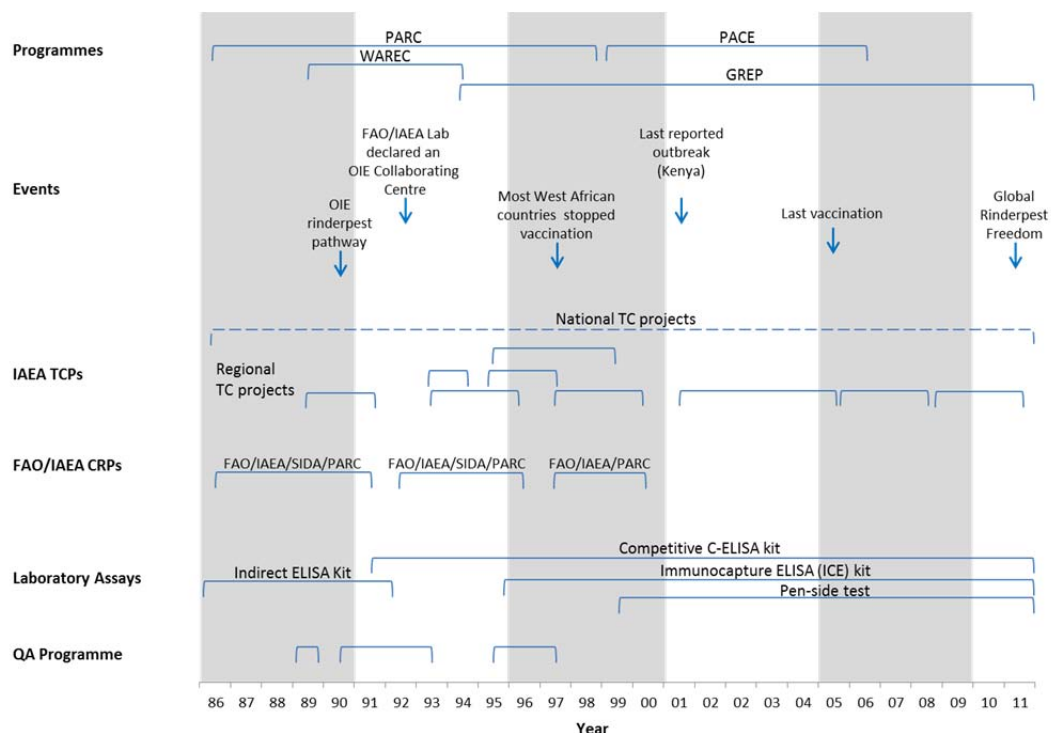 Programmes
PARC
PACE
WAREC
GREP
Events
FAO/IAEA Lab
declared an
OIE Collaborating
Centre
Last reported
outbreak
(Kenya)
OIE
rinderpest
pathway
Most West African
countries stopped
vaccination
Last vaccination
Global
Rinderpest
Freedom
National TC projects
IAEA TCPs
Regional
TC projects
FAO/IAEA CRPs
FAO/IAEA/SIDA/PARC
FAO/IAEA/SIDA/PARC
FAO/IAEA/PARC
Laboratory Assays
Competitive C-ELISA kit
Indirect ELISA Kit
Immunocapture ELISA (ICE) kit
Pen-side test
QA Programme
86 87 88 89 90 91 92 93 94 95 96 97 98 99 00 01 02 02 04 05 06 07 08 09 10 11
Year